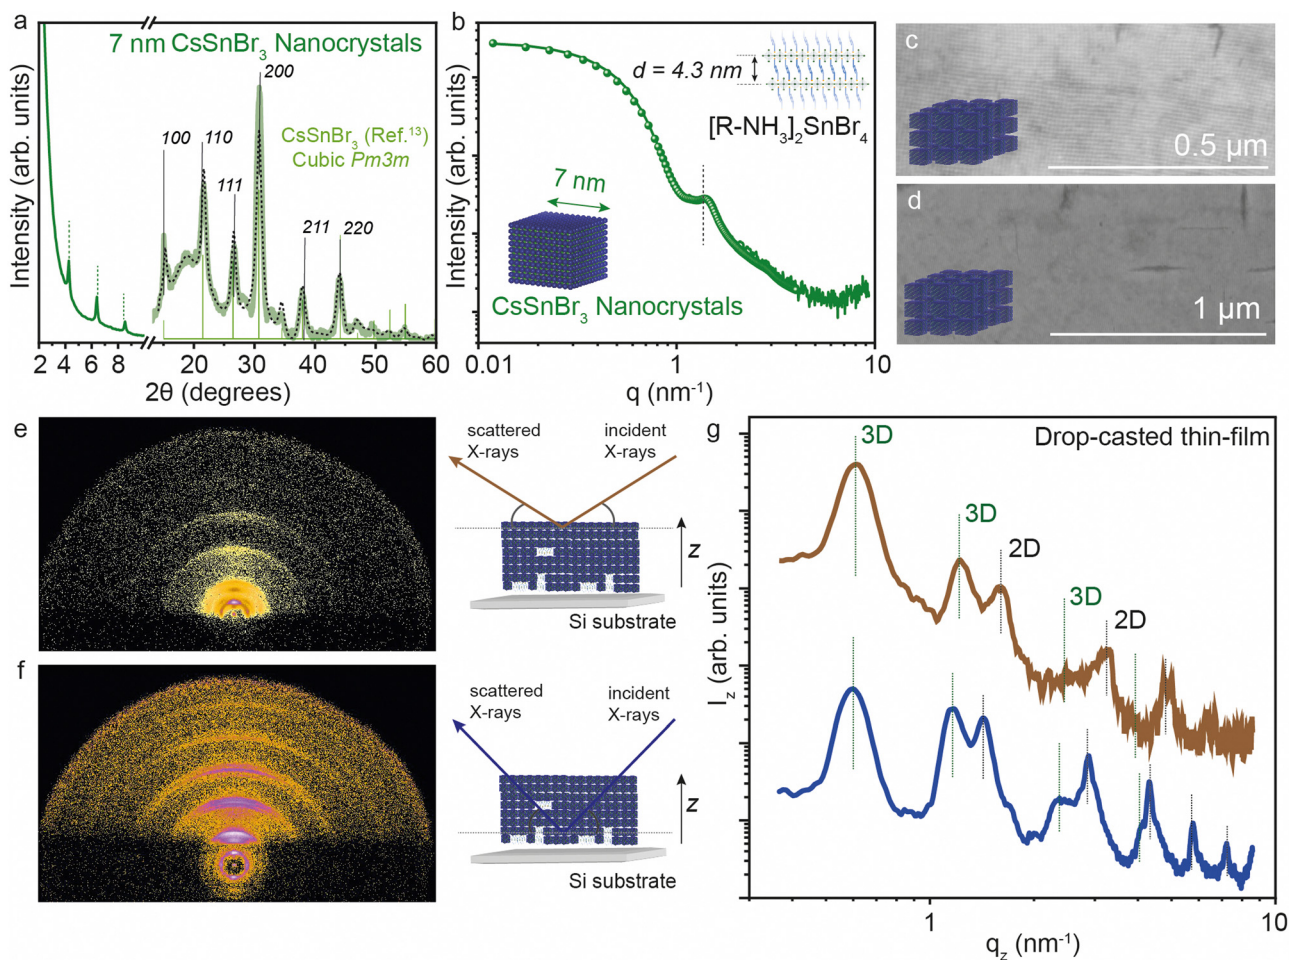 a
7 nm CsSnBr3 Nanocrystals
200
100
110
111
211
220
CsSnBr3 (Ref.13)
Cubic Pm3m
Intensity (arb. units)
2 4 6 8 20 30 40 50 60
2θ (degrees)
b
d = 4.3 nm
[R-NH3]2SnBr4
7 nm
CsSnBr3 Nanocrystals
Intensity (arb. units)
0.01 1 10
q (nm-1)
c
0.5 µm
d
1 µm
e
scattered
X-rays
incident
X-rays
z
Si substrate
f
scattered
X-rays
incident
X-rays
z
Si substrate
g
Drop-casted thin-film
3D
3D
2D
3D
2D
Iz (arb. units)
1 10
qz (nm-1)